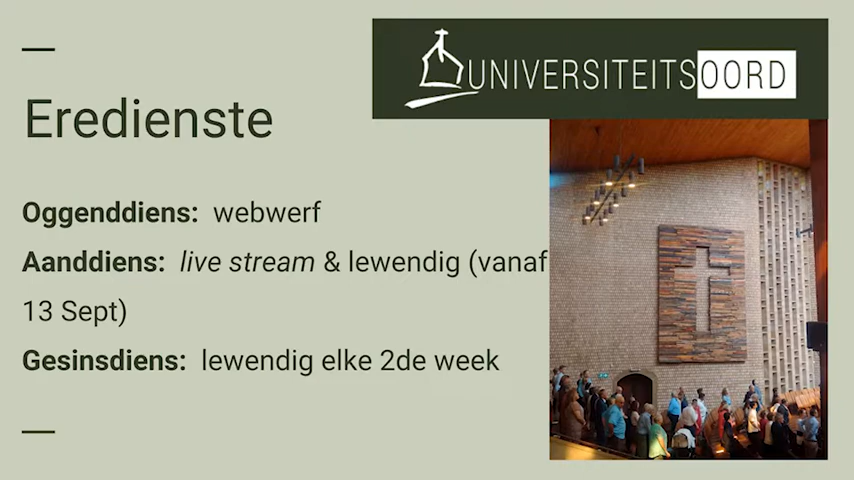 UNIVERSITEITSOORD
Eredienste
Oggenddiens: webwerf
Aanddiens: live stream & lewendig (vanaf
13 Sept)
Gesinsdiens: lewendig elke 2de week